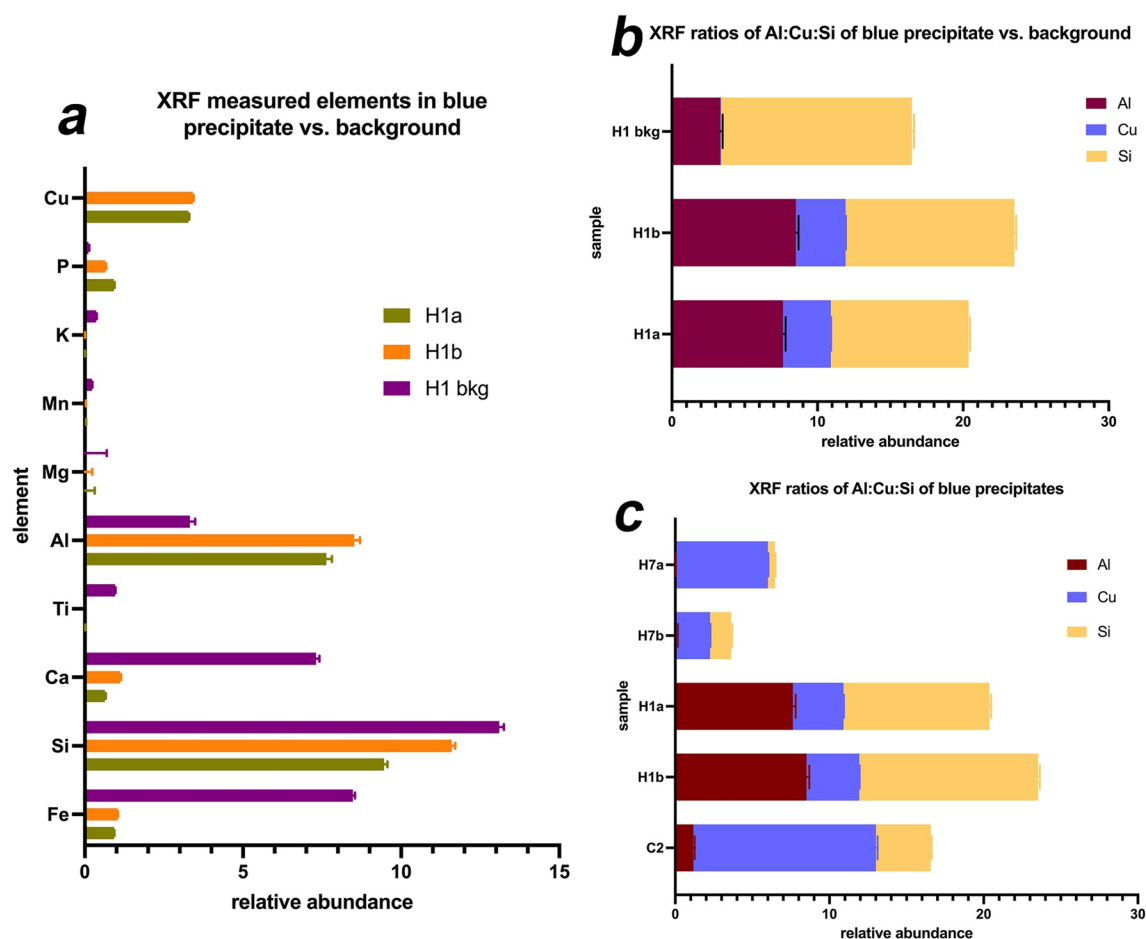 a
XRF measured elements in blue
precipitate vs. background
Cu
P
K
Mn
Mg
Al
Ti
Ca
Si
Fe
element
H1a
H1b
H1 bkg
0
5
10
15
relative abundance
b
XRF ratios of Al:Cu:Si of blue precipitate vs. background
H1 bkg
H1b
H1a
sample
Al
Cu
Si
0
10
20
30
relative abundance
c
XRF ratios of Al:Cu:Si of blue precipitates
H7a
H7b
H1a
H1b
C2
sample
Al
Cu
Si
0
10
20
30
relative abundance